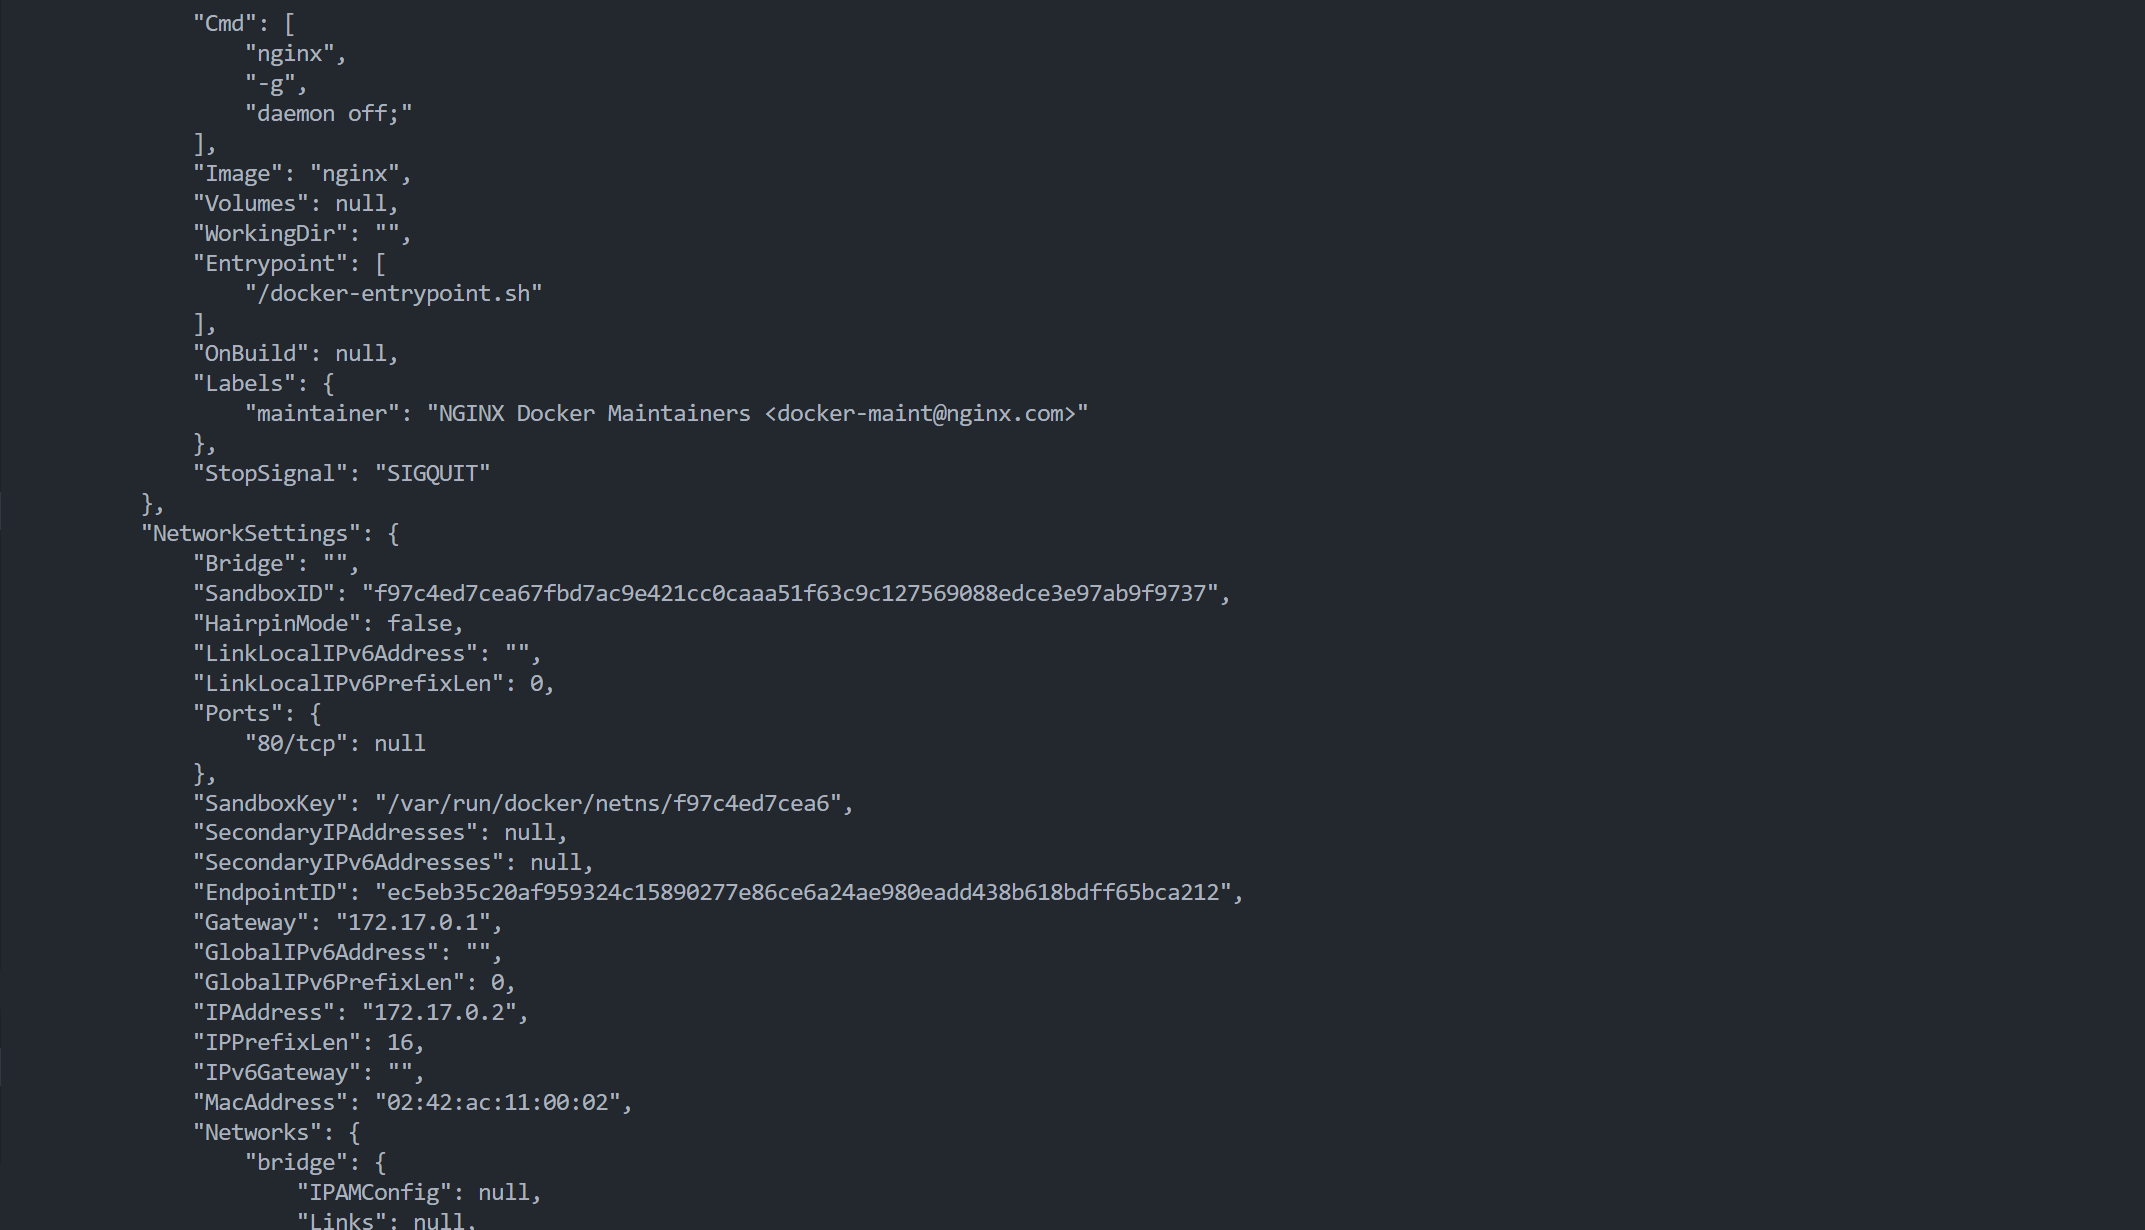 "Cmd": [
"nginx",
"-g",
"daemon off;"
],
"Image": "nginx",
"Volumes": null,
"WorkingDir": "",
"Entrypoint": [
"/docker-entrypoint.sh"
],
"OnBuild": null,
"Labels": {
"maintainer": "NGINX Docker Maintainers <docker-maint@nginx.com>"
},
"StopSignal": "SIGQUIT"
},
"NetworkSettings": {
"Bridge": "",
"SandboxID": "f97c4ed7cea67fbd7ac9e421cc0caaa51f63c9c127569088edce3e97ab9f9737",
"HairpinMode": false,
"LinkLocalIPv6Address": "",
"LinkLocalIPv6PrefixLen": 0,
"Ports": {
"80/tcp": null
},
"SandboxKey": "/var/run/docker/netns/f97c4ed7cea6",
"SecondaryIPAddresses": null,
"SecondaryIPv6Addresses": null,
"EndpointID": "ec5eb35c20af959324c15890277e86ce6a24ae980eadd438b618bdff65bca212",
"Gateway": "172.17.0.1",
"GlobalIPv6Address": "",
"GlobalIPv6PrefixLen": 0,
"IPAddress": "172.17.0.2",
"IPPrefixLen": 16,
"IPv6Gateway": "",
"MacAddress": "02:42:ac:11:00:02",
"Networks": {
"bridge": {
"IPAMConfig": null,
"Links": null,